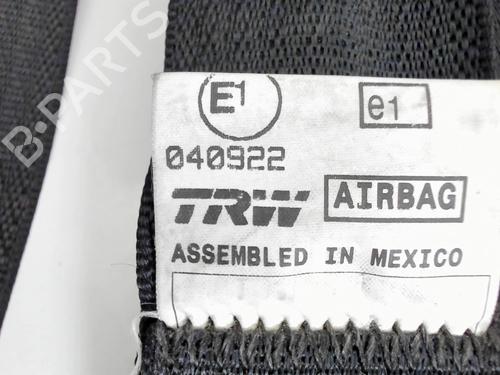 B-PARTS
E1
e1
040922
TRW
AIRBAG
ASSEMBLED IN MEXICO